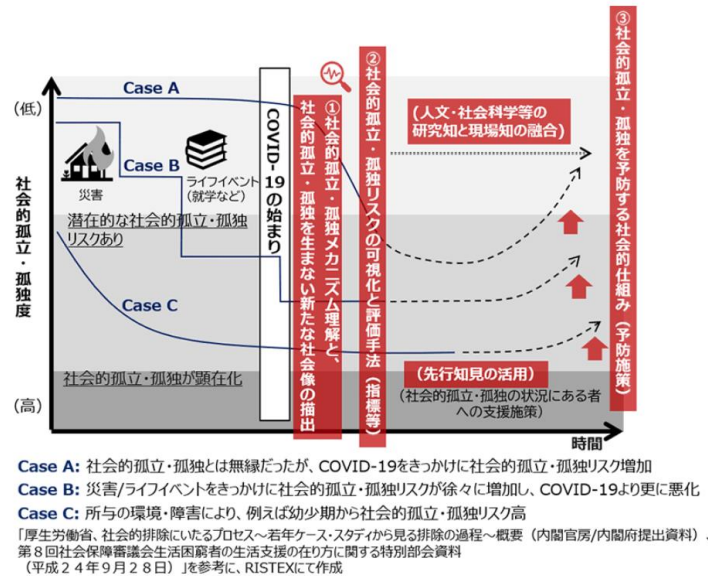 Case A
(低)
COVID-19の始まり
①社会的孤立・孤独メカニズム理解と、
社会的孤立・孤独を生まない新たな社会像の描出
②社会的孤立・孤独リスクの可視化と評価手法（指標等）
③社会的孤立・孤独を予防する社会的仕組み（予防施策）
(人文・社会科学等の
研究知と現場知の融合)
Case B
災害
ライフイベント
(就学など)
社会的孤立・孤独度
潜在的な社会的孤立・孤独
リスクあり
Case C
社会的孤立・孤独が顕在化
(先行知見の活用)
(社会的孤立・孤独の状況にある者
への支援施策)
(高)
時間
Case A: 社会的孤立・孤独とは無縁だったが、COVID-19をきっかけに社会的孤立・孤独リスク増加
Case B: 災害/ライフイベントをきっかけに社会的孤立・孤独リスクが徐々に増加し、COVID-19より更に悪化
Case C: 所与の環境・障害により、例えば幼少期から社会的孤立・孤独リスク高
「厚生労働省、社会的排除にいたるプロセス～若年ケース・スタディから見る排除の過程～概要（内閣官房/内閣府提出資料）、
第８回社会保障審議会生活困窮者の生活支援の在り方に関する特別部会資料
（平成２４年９月２８日）」を参考に、RISTEXにて作成